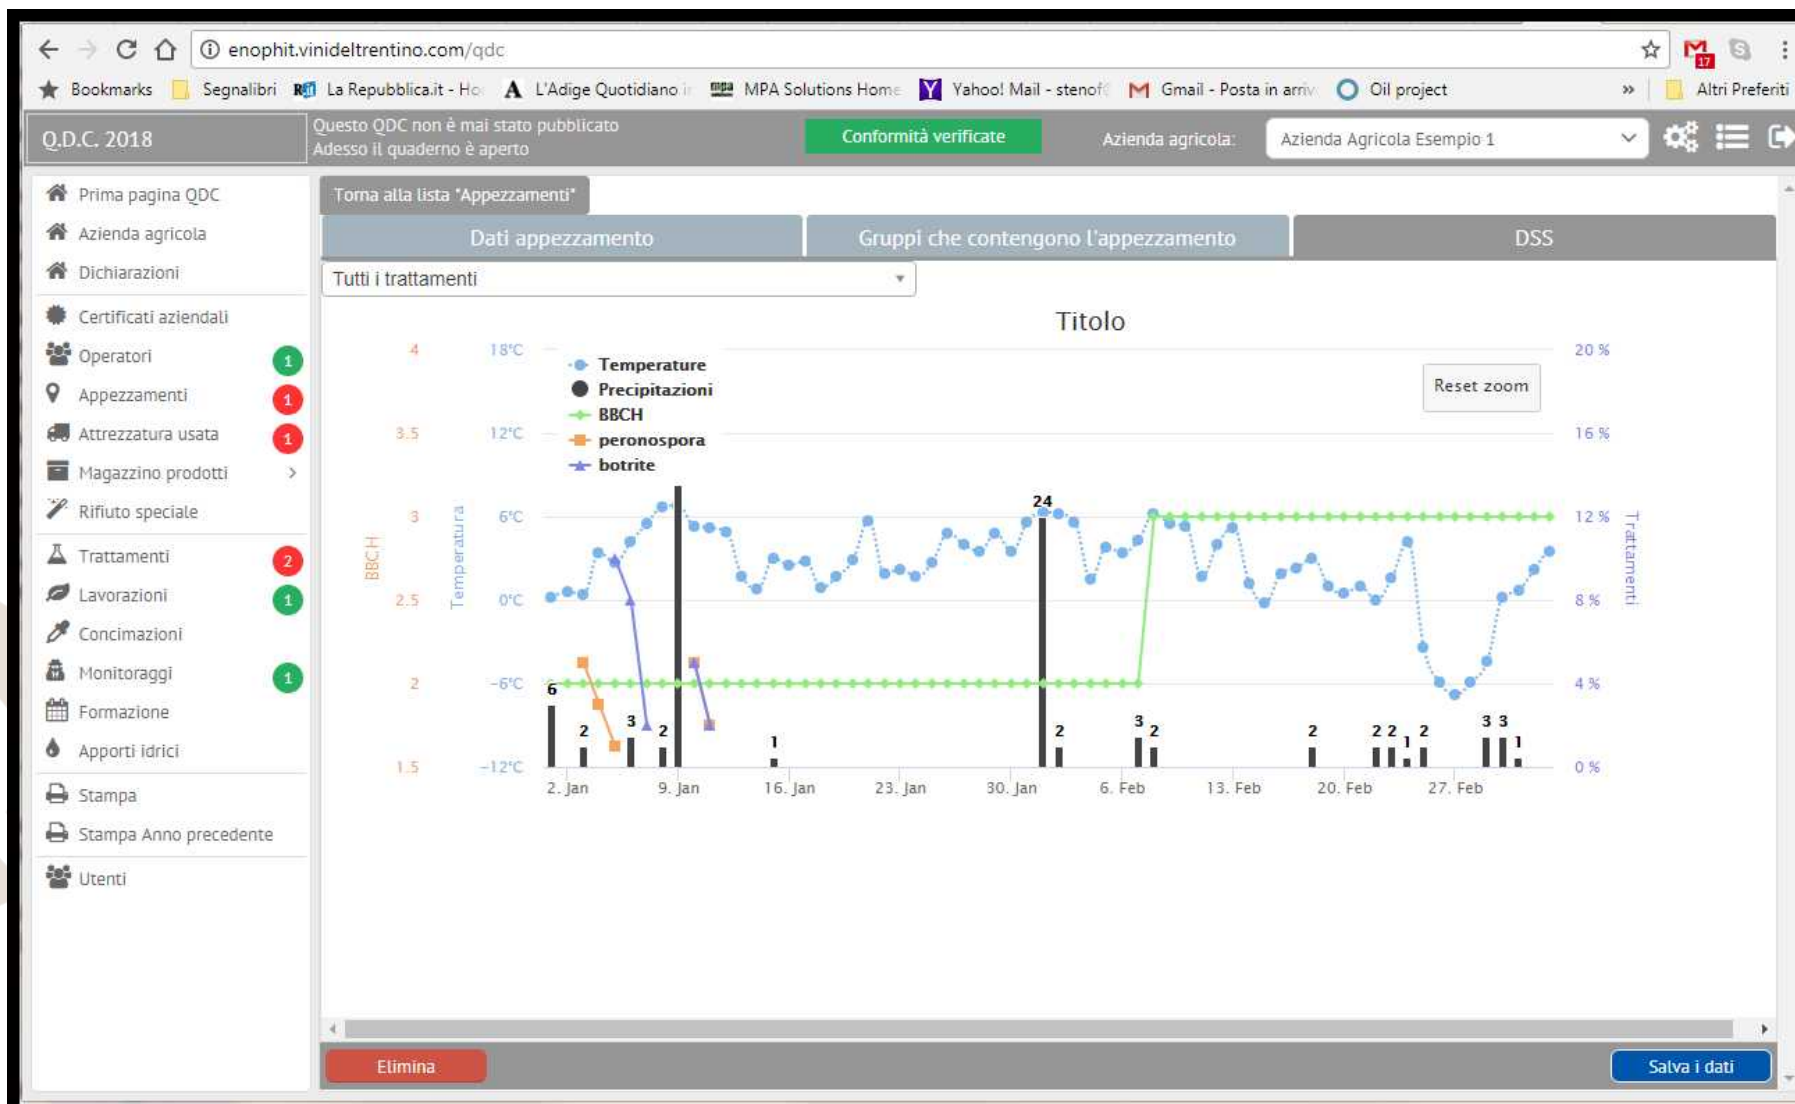 enophit.vinideltrentino.com/qdc
17
Bookmarks Segnalibri La Repubblica.it - Ho L'Adige Quotidiano i MPA Solutions Home Yahoo! Mail - stenof Gmail - Posta in arriv Oil project » Altri Preferiti
Q.D.C. 2018
Questo QDC non è mai stato pubblicato
Adesso il quaderno è aperto
Conformità verificate
Azienda agricola:
Azienda Agricola Esempio 1
Prima pagina QDC
Azienda agricola
Dichiarazioni
Certificati aziendali
Operatori 1
Appezzamenti 1
Attrezzatura usata 1
Magazzino prodotti
Rifiuto speciale
Trattamenti 2
Lavorazioni 1
Concimazioni
Monitoraggi 1
Formazione
Apporti idrici
Stampa
Stampa Anno precedente
Utenti
Torna alla lista "Appezzamenti"
Dati appezzamento
Gruppi che contengono l'appezzamento
DSS
Tutti i trattamenti
Titolo
Temperature
Precipitazioni
BBCH
peronospora
botrite
Reset zoom
BBCH
4
3.5
3
2.5
2
1.5
Temperatura
18°C
12°C
6°C
0°C
−6°C
−12°C
6 2 3 2 1 24 2 3 2 2 2 2 1 2 3 3 1
20 %
16 %
12 %
8 %
4 %
0 %
Trattamenti
2. Jan 9. Jan 16. Jan 23. Jan 30. Jan 6. Feb 13. Feb 20. Feb 27. Feb
Elimina
Salva i dati